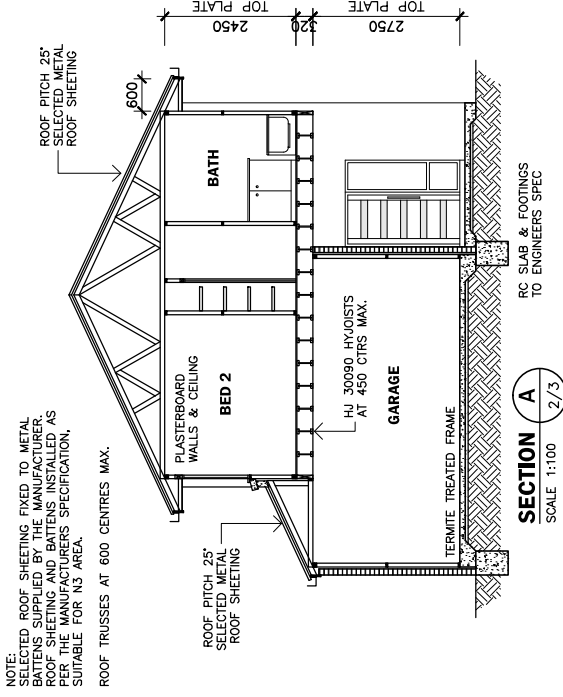 NOTE:
SELECTED ROOF SHEETING FIXED TO METAL
BATTENS SUPPLIED BY THE MANUFACTURER.
ROOF SHEETING AND BATTENS INSTALLED AS
PER THE MANUFACTURERS SPECIFICATION,
SUITABLE FOR N3 AREA.
ROOF TRUSSES AT 600 CENTRES MAX.
ROOF PITCH 25°
SELECTED METAL
ROOF SHEETING
600
TOP PLATE
2450
320
TOP PLATE
2750
PLASTERBOARD
WALLS & CEILING
BED 2
BATH
ROOF PITCH 25°
SELECTED METAL
ROOF SHEETING
HJ 30090 HYJOISTS
AT 450 CTRS MAX.
GARAGE
TERMITE TREATED FRAME
RC SLAB & FOOTINGS
TO ENGINEERS SPEC
SECTION
SCALE 1:100
A
2/3